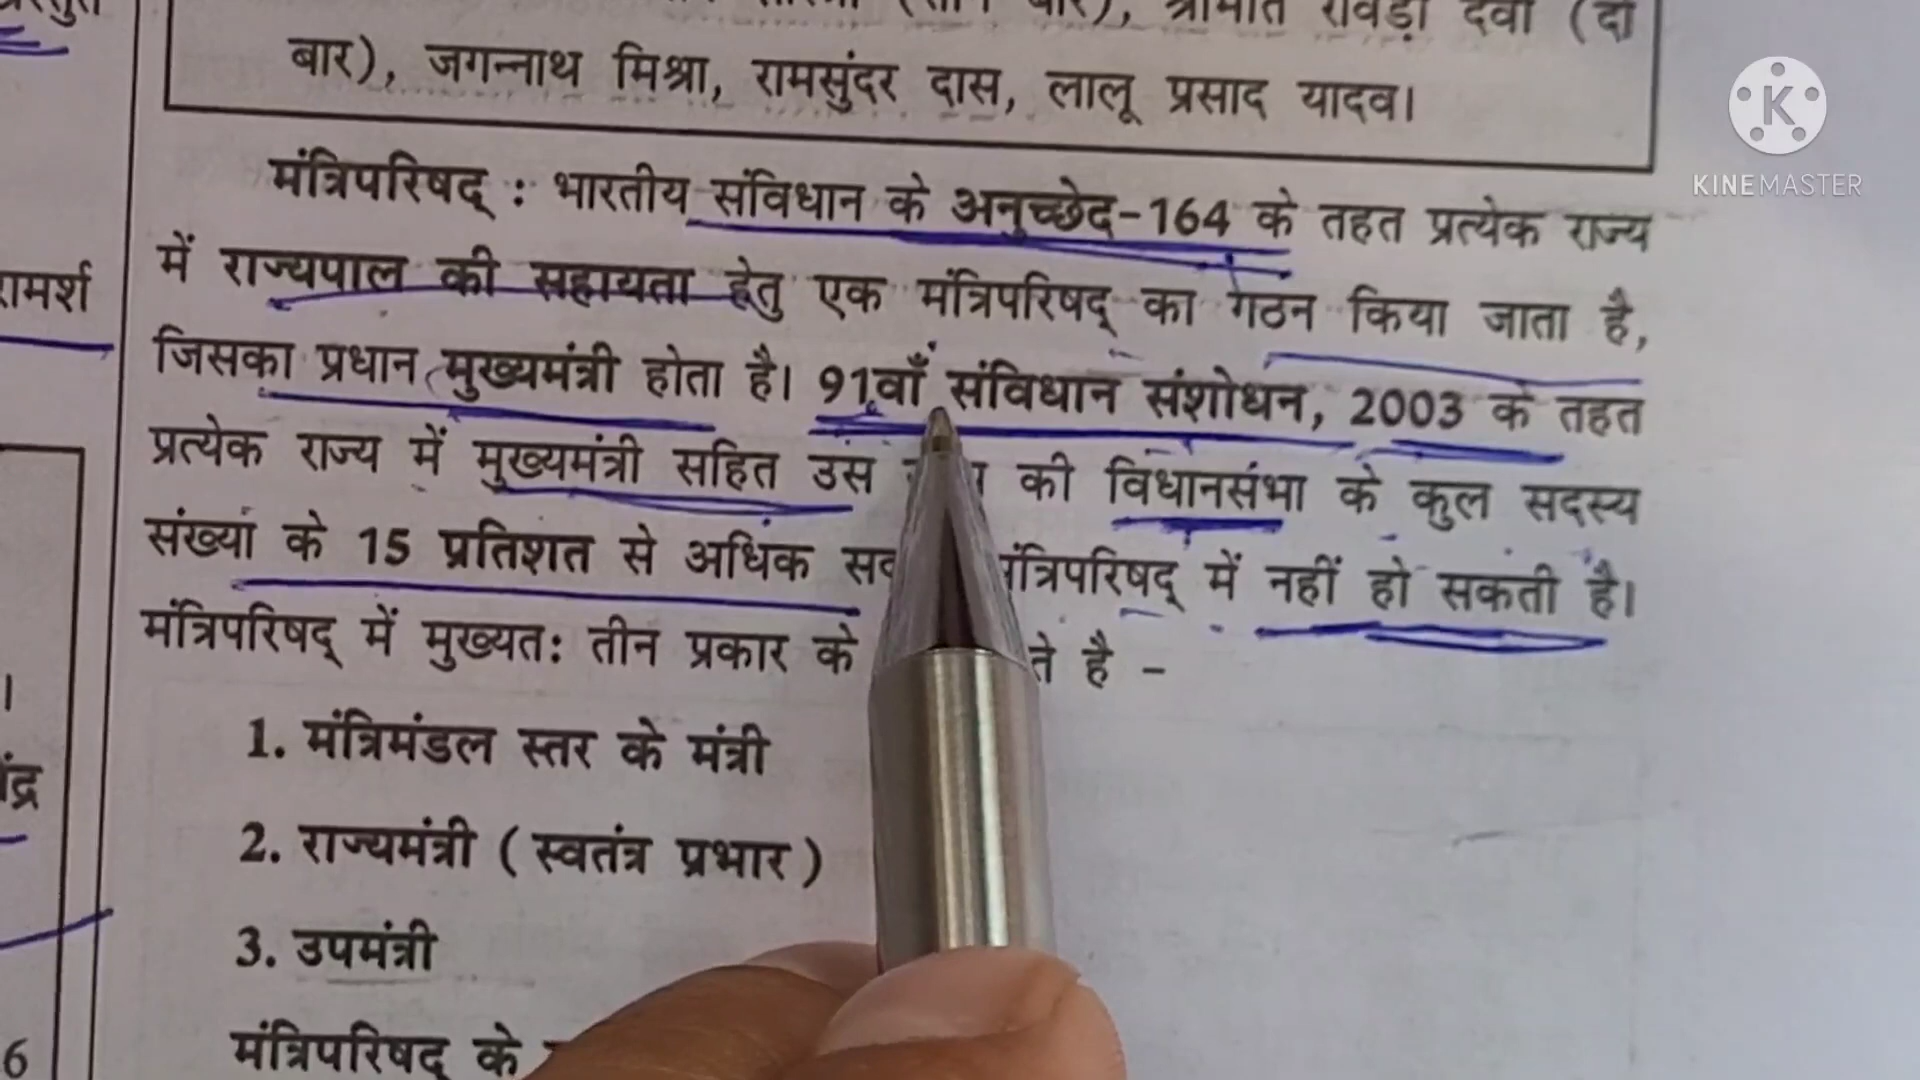 बार), जगन्नाथ मिश्रा, रामसुंदर दास, लालू प्रसाद यादव।
KINEMASTER
मंत्रिपरिषद् : भारतीय संविधान के अनुच्छेद-164 के तहत प्रत्येक राज्य
में राज्यपाल की सहायता हेतु एक मंत्रिपरिषद् का गठन किया जाता है,
जिसका प्रधान मुख्यमंत्री होता है। 91वाँ संविधान संशोधन, 2003 के तहत
प्रत्येक राज्य में मुख्यमंत्री सहित उस की विधानसभा के कुल सदस्य
संख्या के 15 प्रतिशत से अधिक में नहीं हो सकती है।
मंत्रिपरिषद् में मुख्यत: तीन प्रकार के है -
1. मंत्रिमंडल स्तर के मंत्री
2. राज्यमंत्री (स्वतंत्र प्रभार)
3. उपमंत्री
मंत्रिपरिषद् के
6